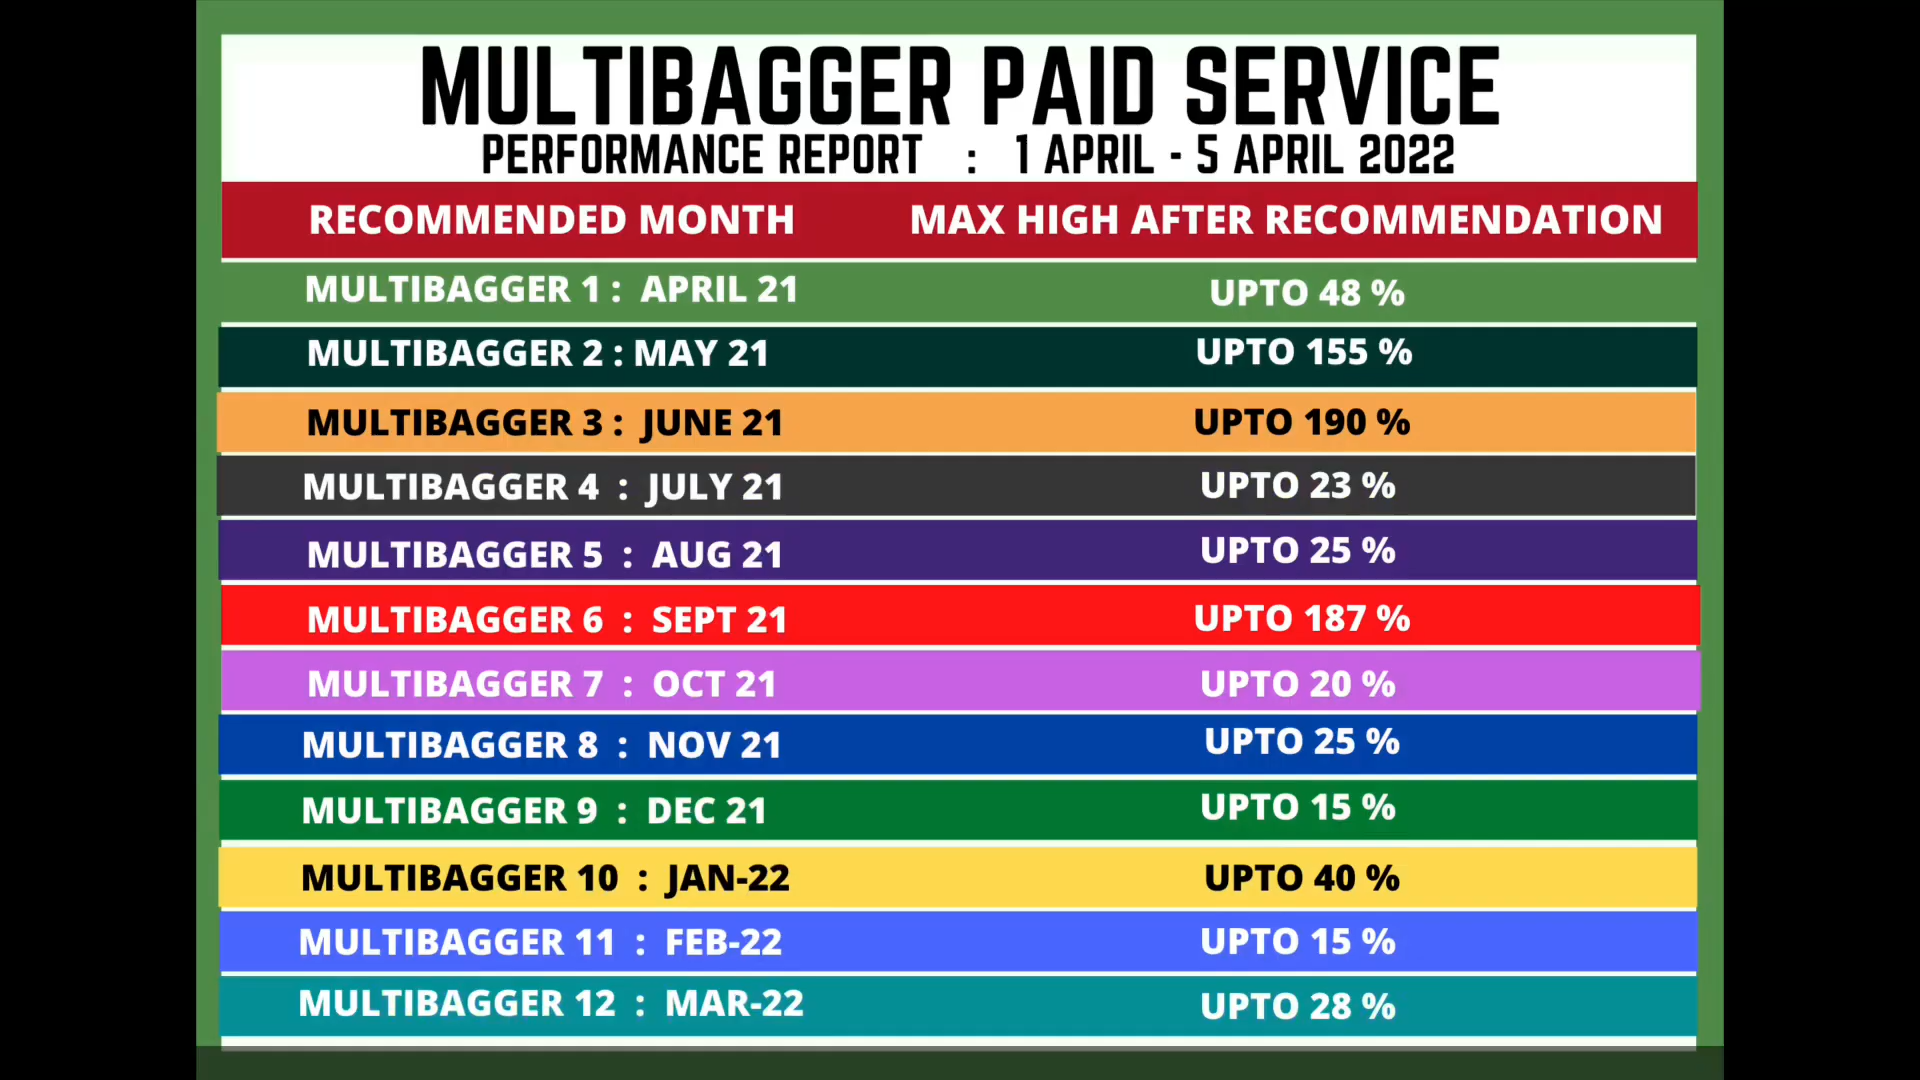 MULTIBAGGER PAID SERVICE
PERFORMANCE REPORT : 1 APRIL - 5 APRIL 2022
RECOMMENDED MONTH MAX HIGH AFTER RECOMMENDATION
MULTIBAGGER 1 : APRIL 21 UPTO 48 %
MULTIBAGGER 2 : MAY 21 UPTO 155 %
MULTIBAGGER 3 : JUNE 21 UPTO 190 %
MULTIBAGGER 4 : JULY 21 UPTO 23 %
MULTIBAGGER 5 : AUG 21 UPTO 25 %
MULTIBAGGER 6 : SEPT 21 UPTO 187 %
MULTIBAGGER 7 : OCT 21 UPTO 20 %
MULTIBAGGER 8 : NOV 21 UPTO 25 %
MULTIBAGGER 9 : DEC 21 UPTO 15 %
MULTIBAGGER 10 : JAN-22 UPTO 40 %
MULTIBAGGER 11 : FEB-22 UPTO 15 %
MULTIBAGGER 12 : MAR-22 UPTO 28 %